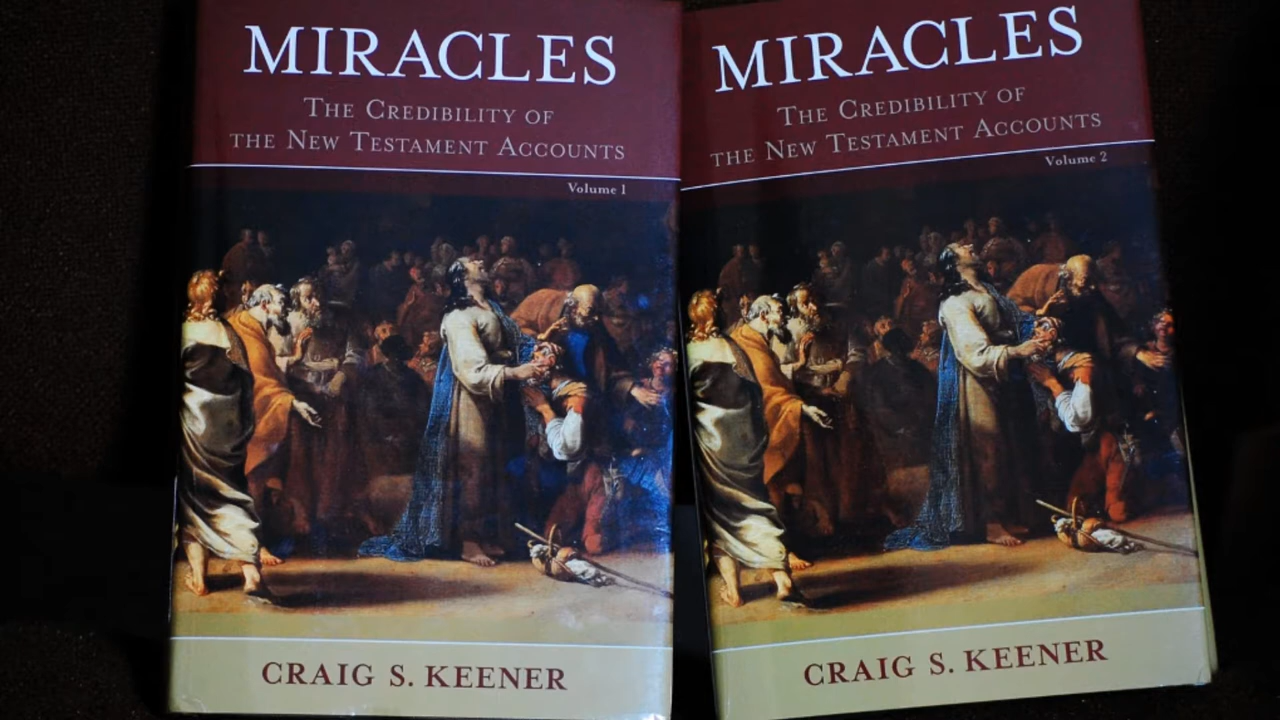 MIRACLES
THE CREDIBILITY OF
THE NEW TESTAMENT ACCOUNTS
Volume 1
CRAIG S. KEENER
MIRACLES
THE CREDIBILITY OF
THE NEW TESTAMENT ACCOUNTS
Volume 2
CRAIG S. KEENER